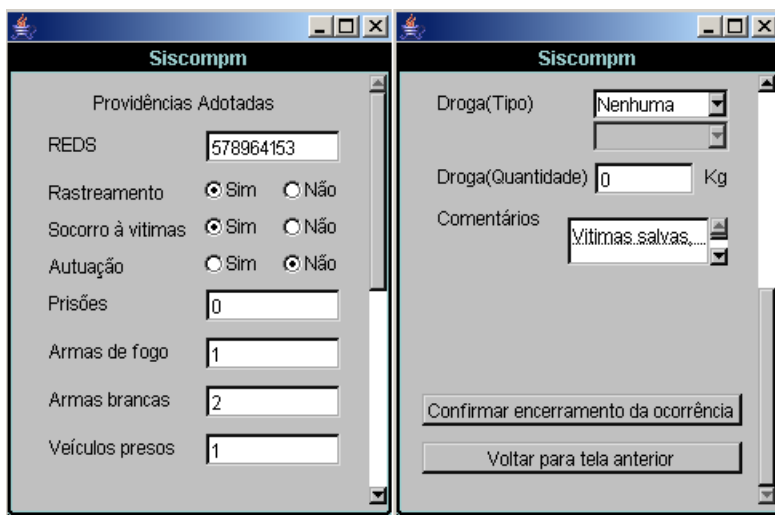 Siscompm
Providências Adotadas
REDS 578964153
Rastreamento Sim Não
Socorro à vitimas Sim Não
Autuação Sim Não
Prisões 0
Armas de fogo 1
Armas brancas 2
Veículos presos 1
Siscompm
Droga(Tipo) Nenhuma
Droga(Quantidade) 0 Kg
Comentários Vitimas salvas,...
Confirmar encerramento da ocorrência
Voltar para tela anterior